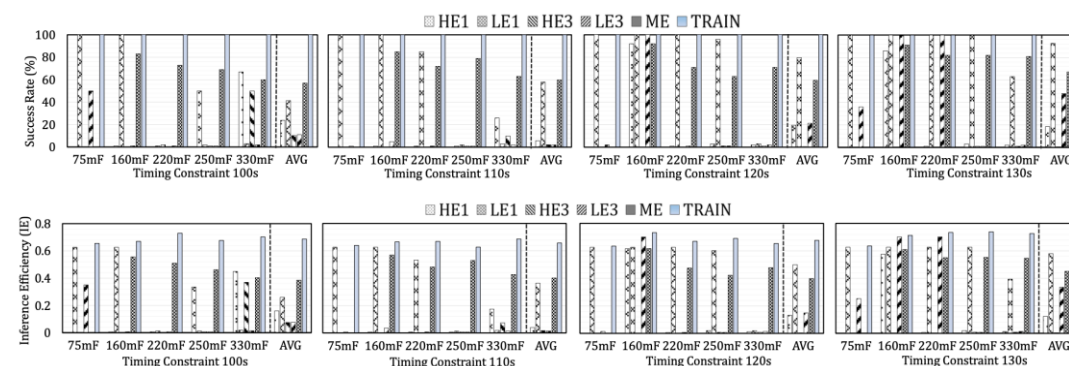 HE1 LE1 HE3 LE3 ME TRAIN
Success Rate (%)
100
80
60
40
20
0
75mF 160mF 220mF 250mF 330mF AVG
Timing Constraint 100s
75mF 160mF 220mF 250mF 330mF AVG
Timing Constraint 110s
75mF 160mF 220mF 250mF 330mF AVG
Timing Constraint 120s
75mF 160mF 220mF 250mF 330mF AVG
Timing Constraint 130s
HE1 LE1 HE3 LE3 ME TRAIN
Inference Efficiency (IE)
0.8
0.6
0.4
0.2
0
75mF 160mF 220mF 250mF 330mF AVG
Timing Constraint 100s
75mF 160mF 220mF 250mF 330mF AVG
Timing Constraint 110s
75mF 160mF 220mF 250mF 330mF AVG
Timing Constraint 120s
75mF 160mF 220mF 250mF 330mF AVG
Timing Constraint 130s